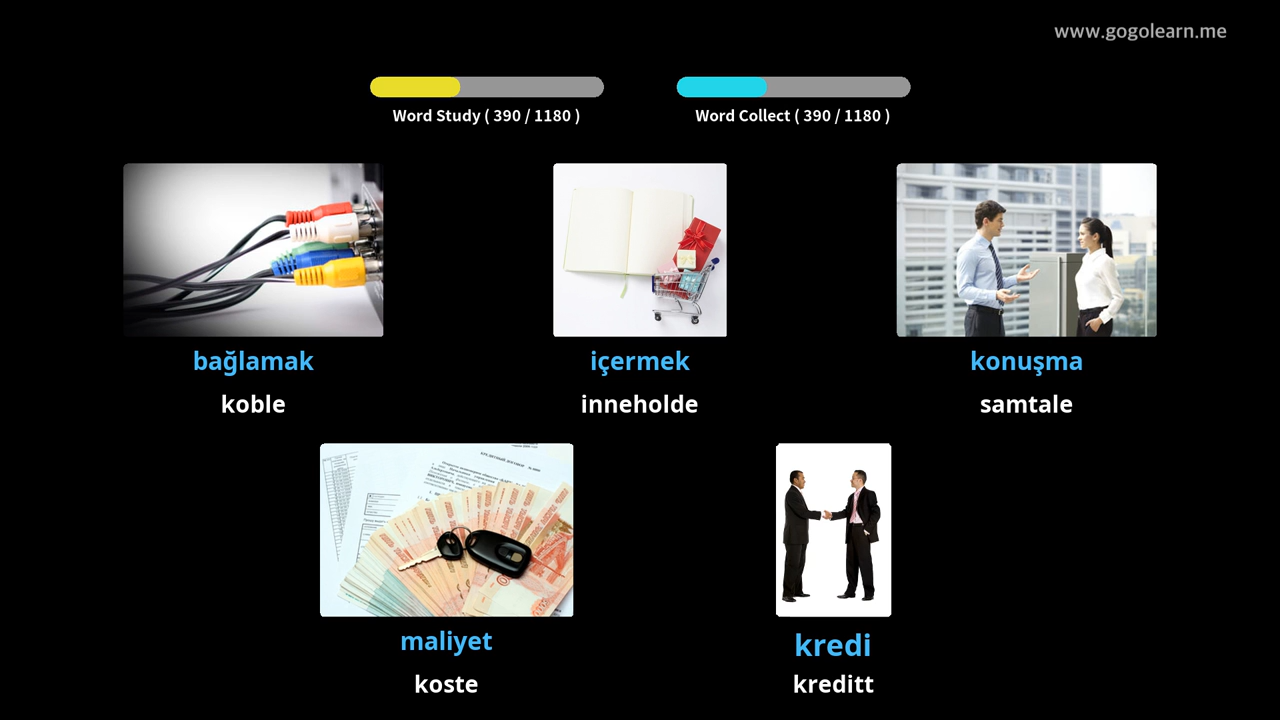 www.gogolearn.me
Word Study ( 390 / 1180 )
Word Collect ( 390 / 1180 )
bağlamak
içermek
konuşma
koble
inneholde
samtale
maliyet
kredi
koste
kreditt